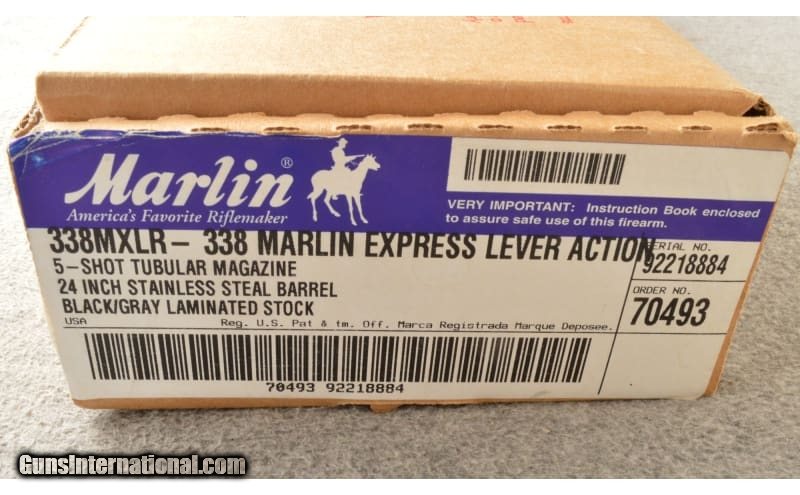 Marlin®
America's Favorite Riflemaker
VERY IMPORTANT: Instruction Book enclosed
to assure safe use of this firearm.
338MXLR- 338 MARLIN EXPRESS LEVER ACTION
5-SHOT TUBULAR MAGAZINE
24 INCH STAINLESS STEAL BARREL
BLACK/GRAY LAMINATED STOCK
SERIAL NO.
92218884
ORDER NO.
70493
USA
Reg. U.S. Pat & tm. Off. Marca Registrada Marque Deposee.
70493 92218884
GunsInternational.com